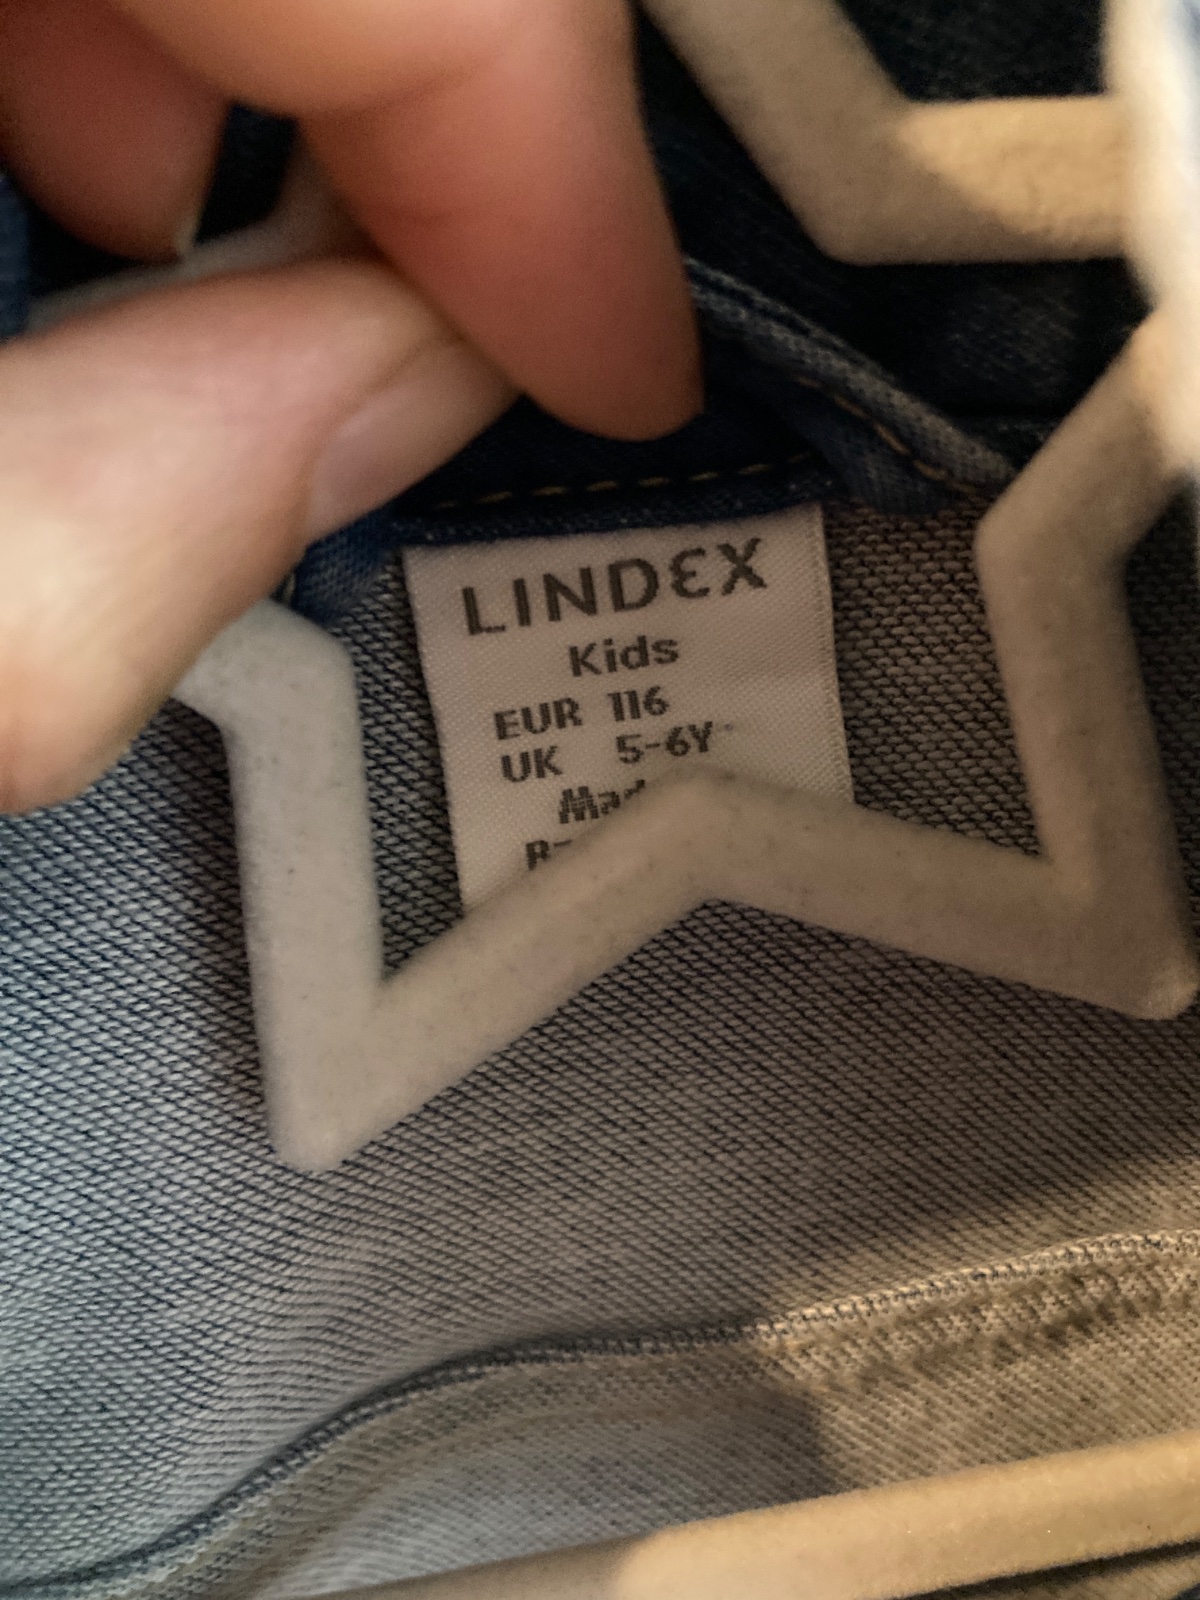 LINDEX
Kids
EUR 116
UK 5-6Y